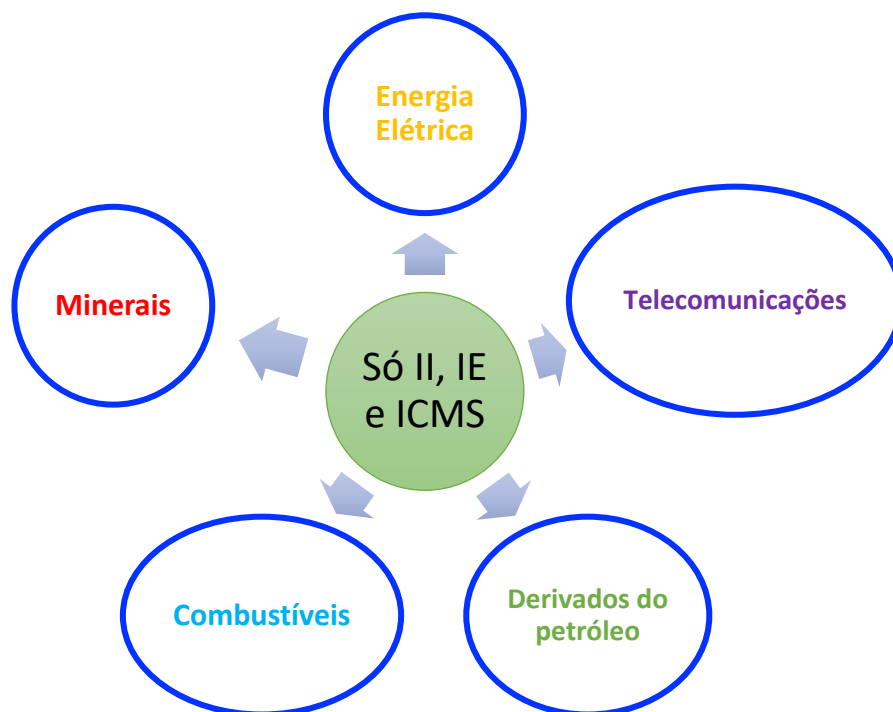 Energia
Elétrica
Minerais
Telecomunicações
Só II, IE
e ICMS
Combustíveis
Derivados do
petróleo